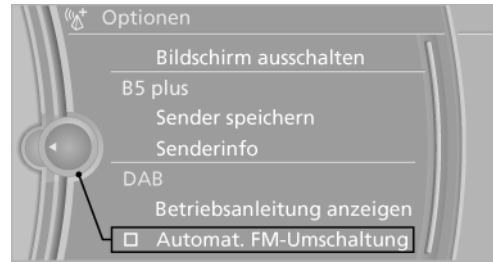 Optionen
Bildschirm ausschalten
B5 plus
Sender speichern
Senderinfo
DAB
Betriebsanleitung anzeigen
Automat. FM-Umschaltung